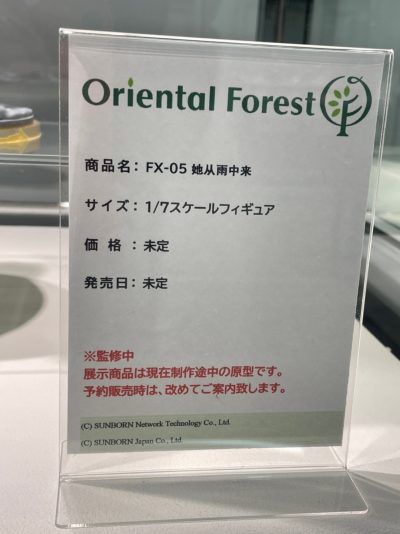 Oriental Forest
商品名： FX-05 她从雨中来
サイズ： 1/7スケールフィギュア
価格 ： 未定
発売日： 未定
※監修中
展示商品は現在制作途中の原型です。
予約販売時は、改めてご案内致します。
(C) SUNBORN Network Technology Co., Ltd.
(C) SUNBORN Japan Co., Ltd.